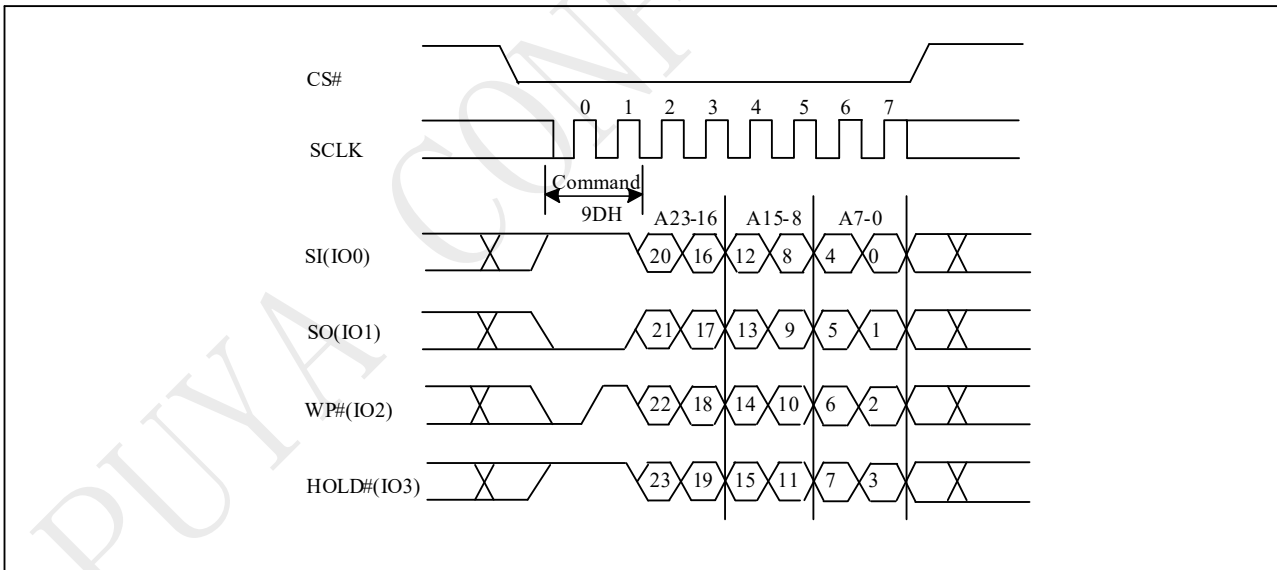 CS#
0 1 2 3 4 5 6 7
SCLK
Command
9DH
A23-16 A15-8 A7-0
SI(IO0) 20 16 12 8 4 0
SO(IO1) 21 17 13 9 5 1
WP#(IO2) 22 18 14 10 6 2
HOLD#(IO3) 23 19 15 11 7 3
PUYA